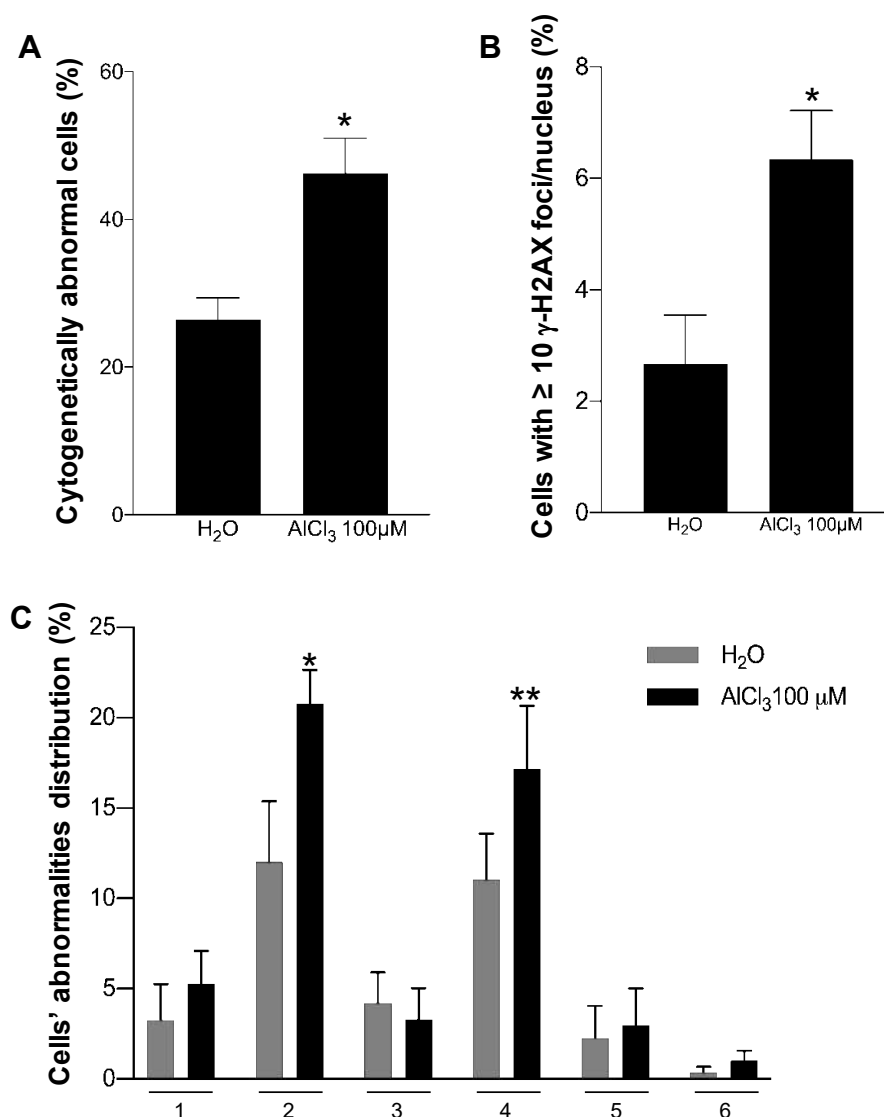 A
Cytogenetically abnormal cells (%)
60
40
20
0
*
H₂O
AlCl₃ 100µM
B
Cells with ≥ 10 γ-H2AX foci/nucleus (%)
8
6
4
2
0
*
H₂O
AlCl₃ 100µM
C
Cells’ abnormalities distribution (%)
25
20
15
10
5
0
*
**
H₂O
AlCl₃100 µM
1 2 3 4 5 6